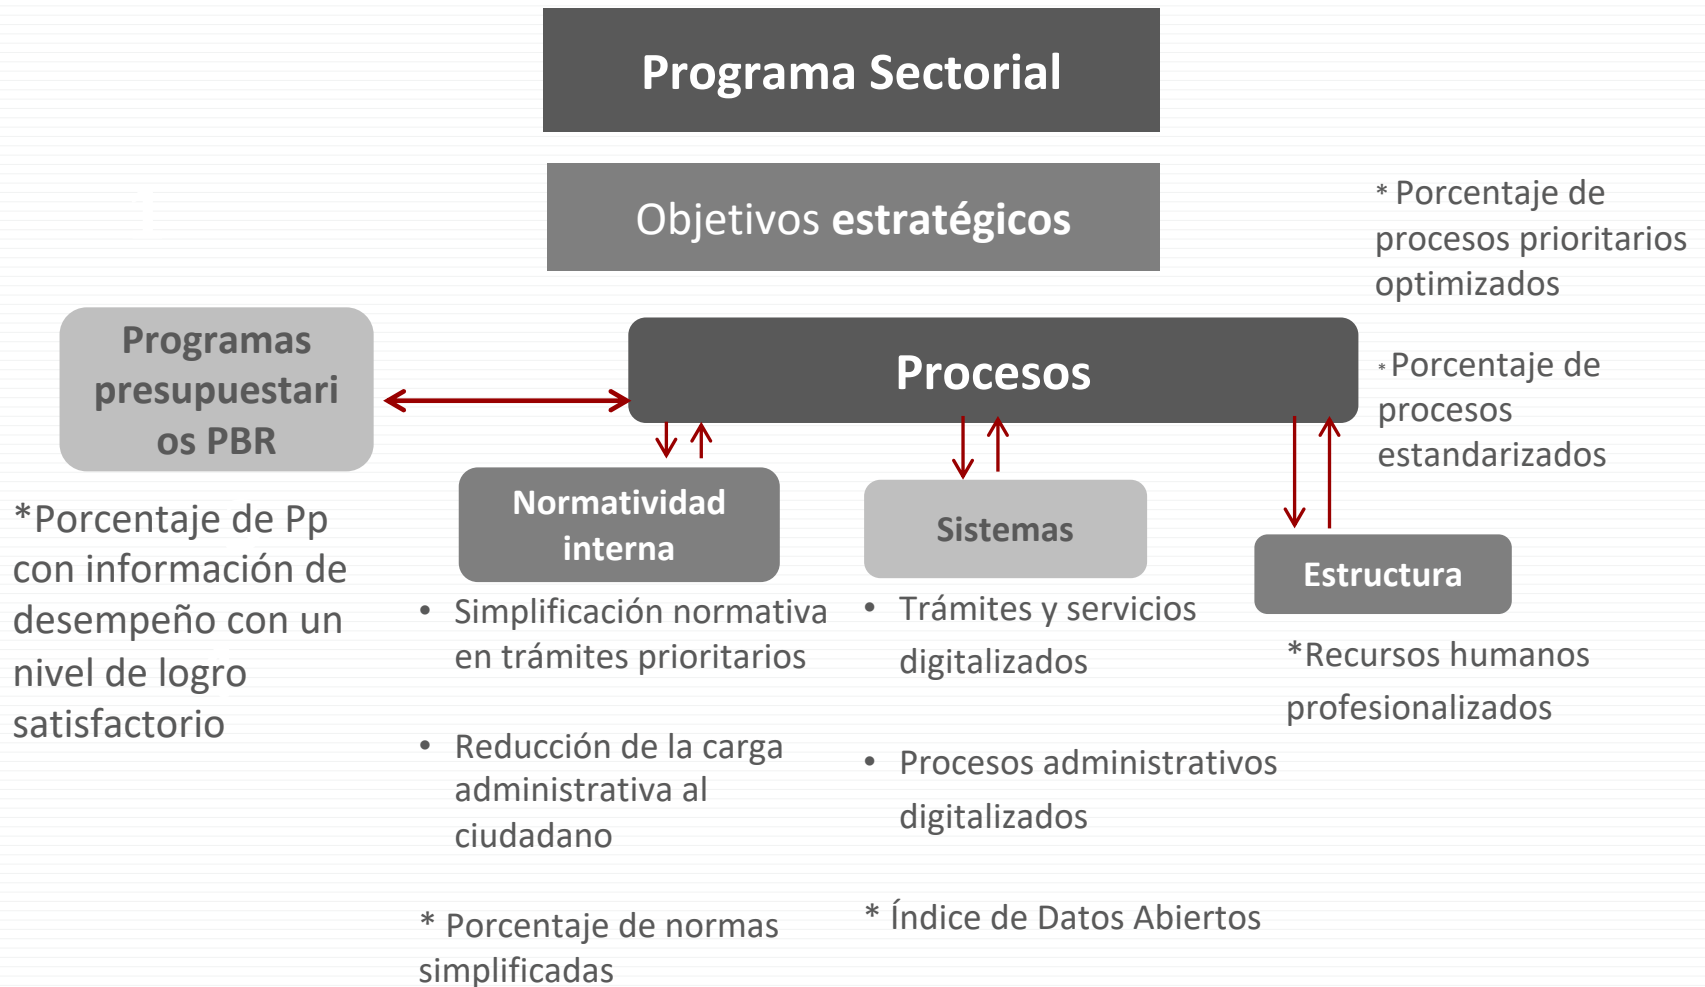 Programa Sectorial
Objetivos estratégicos
* Porcentaje de
procesos prioritarios
optimizados
Programas
presupuestari
os PBR
Procesos
* Porcentaje de
procesos
estandarizados
*Porcentaje de Pp
con información de
desempeño con un
nivel de logro
satisfactorio
Normatividad
interna
• Simplificación normativa
en trámites prioritarios
• Reducción de la carga
administrativa al
ciudadano
* Porcentaje de normas
simplificadas
Sistemas
• Trámites y servicios
digitalizados
• Procesos administrativos
digitalizados
* Índice de Datos Abiertos
Estructura
*Recursos humanos
profesionalizados